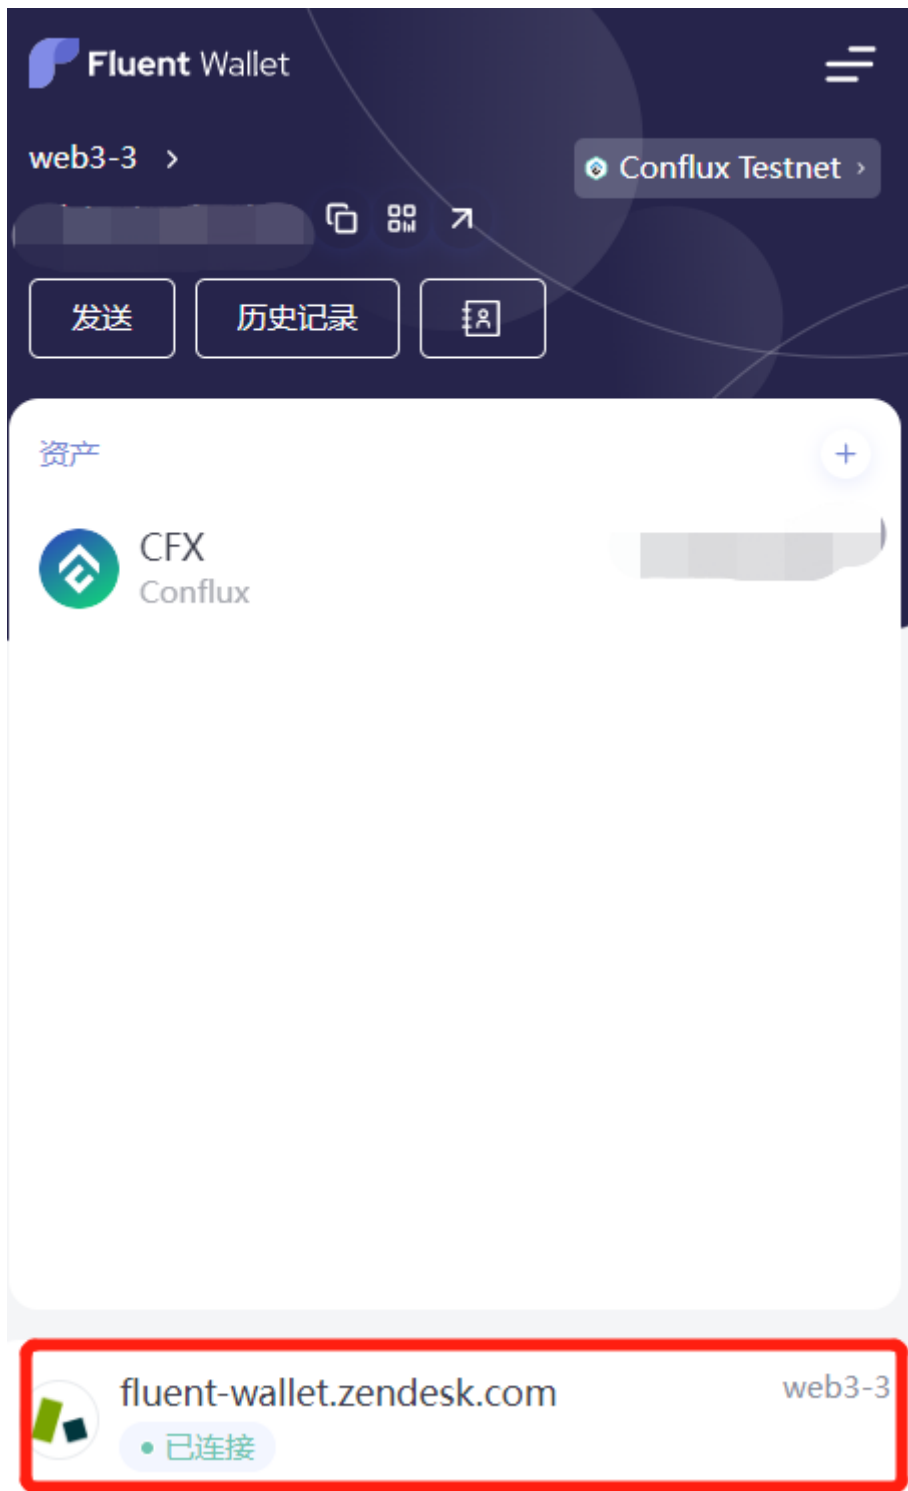 Fluent Wallet
web3-3
Conflux Testnet
发送
历史记录
资产
CFX
Conflux
fluent-wallet.zendesk.com
web3-3
已连接